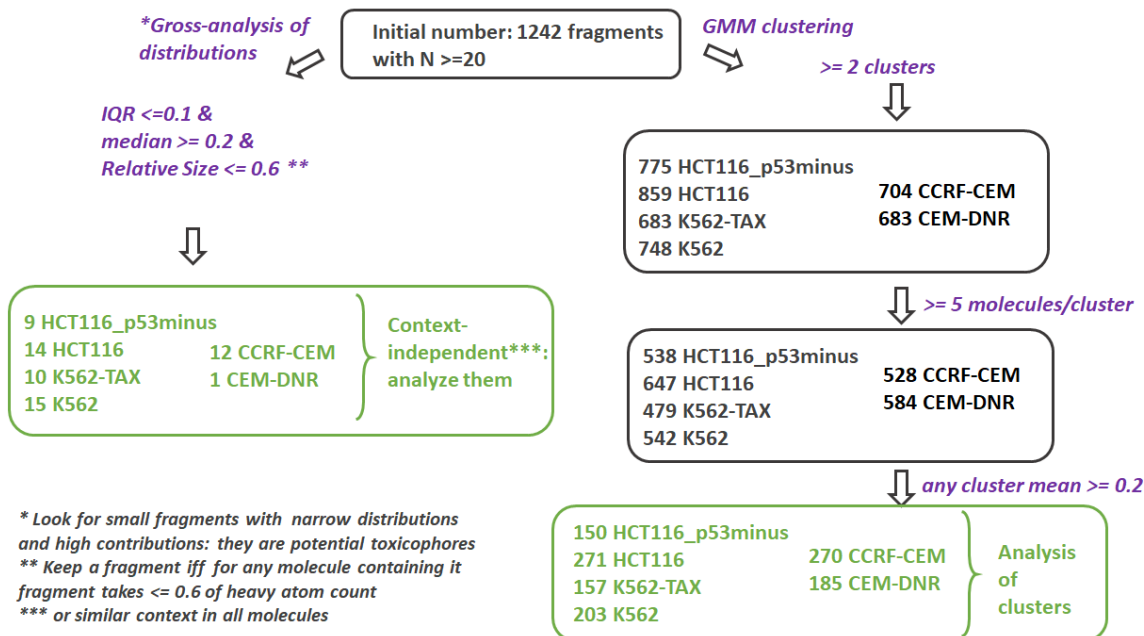 *Gross-analysis of
distributions
Initial number: 1242 fragments
with N >=20
GMM clustering
>= 2 clusters
IQR <=0.1 &
median >= 0.2 &
Relative Size <= 0.6 **
775 HCT116_p53minus
859 HCT116
683 K562-TAX
748 K562
704 CCRF-CEM
683 CEM-DNR
>= 5 molecules/cluster
9 HCT116_p53minus
14 HCT116
10 K562-TAX
15 K562
12 CCRF-CEM
1 CEM-DNR
Context-
independent***:
analyze them
538 HCT116_p53minus
647 HCT116
479 K562-TAX
542 K562
528 CCRF-CEM
584 CEM-DNR
any cluster mean >= 0.2
150 HCT116_p53minus
271 HCT116
157 K562-TAX
203 K562
270 CCRF-CEM
185 CEM-DNR
Analysis
of
clusters
* Look for small fragments with narrow distributions
and high contributions: they are potential toxicophores
** Keep a fragment iff for any molecule containing it
fragment takes <= 0.6 of heavy atom count
*** or similar context in all molecules